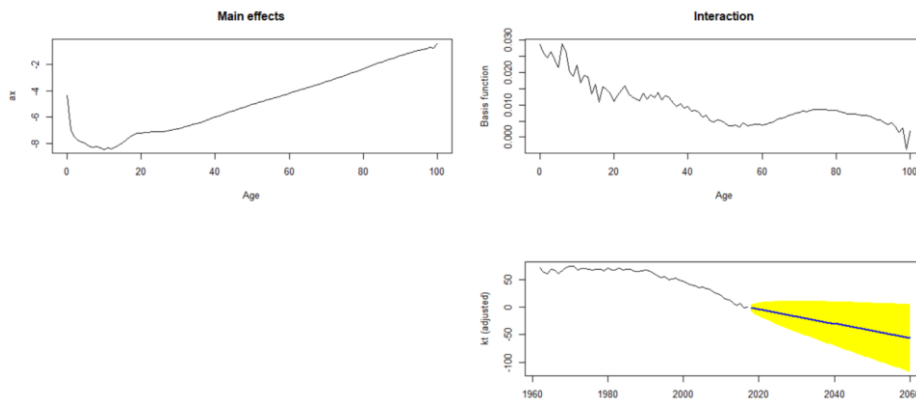 Main effects
ax
-2
-4
-6
-8
0 20 40 60 80 100
Age
Interaction
Basis function
0.030
0.020
0.010
0.000
0 20 40 60 80 100
Age
kt (adjusted)
50
0
-50
-100
1960 1980 2000 2020 2040 2060